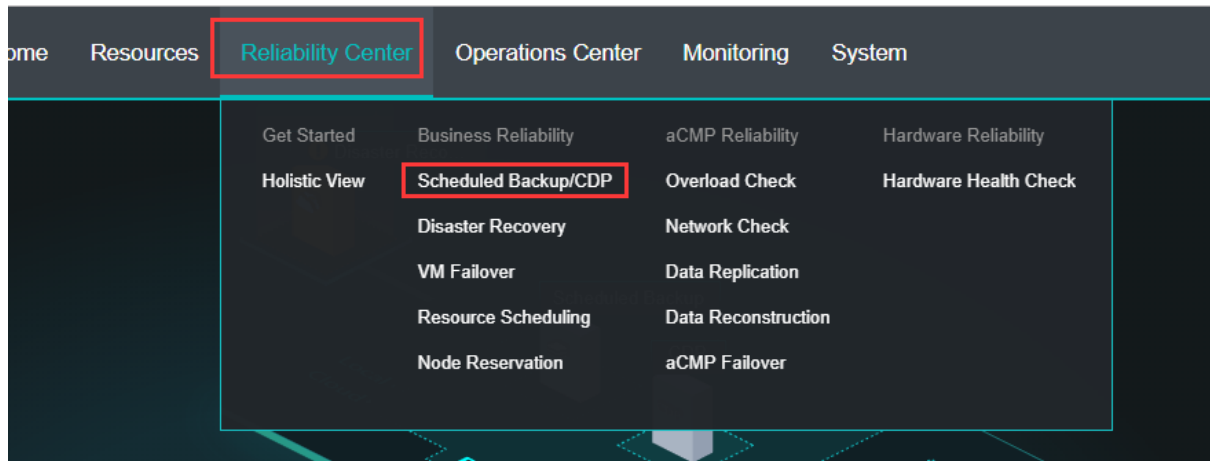 ome Resources Reliability Center Operations Center Monitoring System
Get Started Business Reliability aCMP Reliability Hardware Reliability
Holistic View Scheduled Backup/CDP Overload Check Hardware Health Check
Disaster Recovery Network Check
VM Failover Data Replication
Resource Scheduling Data Reconstruction
Node Reservation aCMP Failover